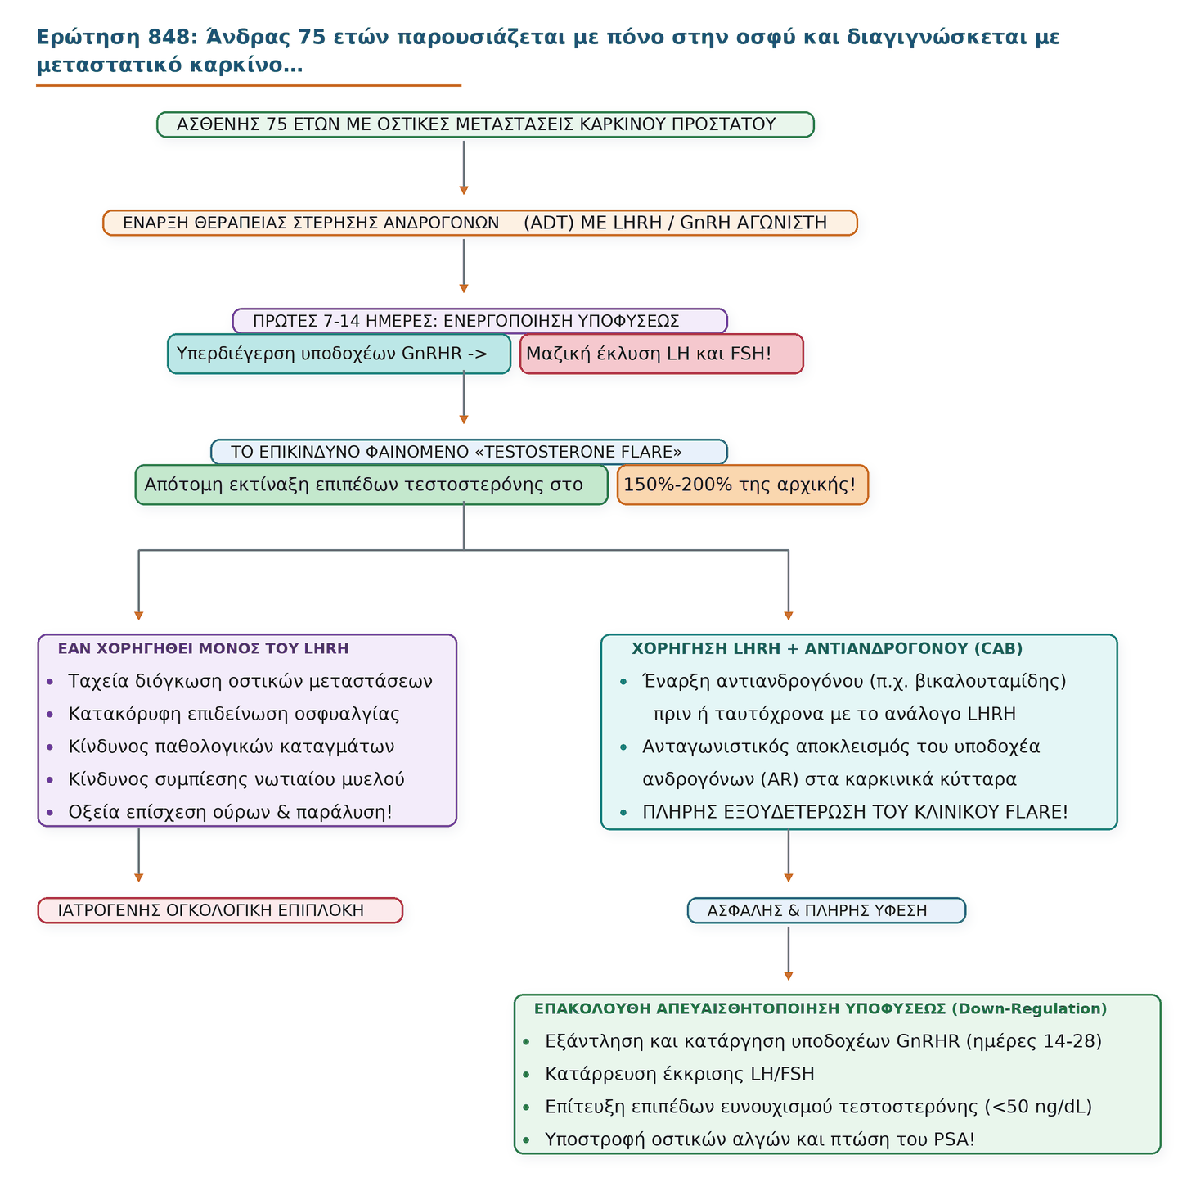 Ερώτηση 848: Άνδρας 75 ετών παρουσιάζεται με πόνο στην οσφύ και διαγιγνώσκεται με
μεταστατικό καρκίνο...
ΑΣΘΕΝΗΣ 75 ΕΤΩΝ ΜΕ ΟΣΤΙΚΕΣ ΜΕΤΑΣΤΑΣΕΙΣ ΚΑΡΚΙΝΟΥ ΠΡΟΣΤΑΤΟΥ
ΕΝΑΡΞΗ ΘΕΡΑΠΕΙΑΣ ΣΤΕΡΗΣΗΣ ΑΝΔΡΟΓΟΝΩΝ (ADT) ΜΕ LHRH / GnRH ΑΓΩΝΙΣΤΗ
ΠΡΩΤΕΣ 7-14 ΗΜΕΡΕΣ: ΕΝΕΡΓΟΠΟΙΗΣΗ ΥΠΟΦΥΣΕΩΣ
Υπερδιέγερση υποδοχέων GnRHR -> Μαζική έκλυση LH και FSH!
ΤΟ ΕΠΙΚΙΝΔΥΝΟ ΦΑΙΝΟΜΕΝΟ «TESTOSTERONE FLARE»
Απότομη εκτίναξη επιπέδων τεστοστερόνης στο 150%-200% της αρχικής!
ΕΑΝ ΧΟΡΗΓΗΘΕΙ ΜΟΝΟΣ ΤΟΥ LHRH
• Ταχεία διόγκωση οστικών μεταστάσεων
• Κατακόρυφη επιδείνωση οσφυαλγίας
• Κίνδυνος παθολογικών καταγμάτων
• Κίνδυνος συμπίεσης νωτιαίου μυελού
• Οξεία επίσχεση ούρων & παράλυση!
ΙΑΤΡΟΓΕΝΗΣ ΟΓΚΟΛΟΓΙΚΗ ΕΠΙΠΛΟΚΗ
ΧΟΡΗΓΗΣΗ LHRH + ΑΝΤΙΑΝΔΡΟΓΟΝΟΥ (CAB)
• Έναρξη αντιανδρογόνου (π.χ. βικαλουταμίδης)
πριν ή ταυτόχρονα με το ανάλογο LHRH
• Ανταγωνιστικός αποκλεισμός του υποδοχέα
ανδρογόνων (AR) στα καρκινικά κύτταρα
• ΠΛΗΡΗΣ ΕΞΟΥΔΕΤΕΡΩΣΗ ΤΟΥ ΚΛΙΝΙΚΟΥ FLARE!
ΑΣΦΑΛΗΣ & ΠΛΗΡΗΣ ΥΦΕΣΗ
ΕΠΑΚΟΛΟΥΘΗ ΑΠΕΥΑΙΣΘΗΤΟΠΟΙΗΣΗ ΥΠΟΦΥΣΕΩΣ (Down-Regulation)
• Εξάντληση και κατάργηση υποδοχέων GnRHR (ημέρες 14-28)
• Κατάρρευση έκκρισης LH/FSH
• Επίτευξη επιπέδων ευνουχισμού τεστοστερόνης (<50 ng/dL)
• Υποστροφή οστικών αλγών και πτώση του PSA!